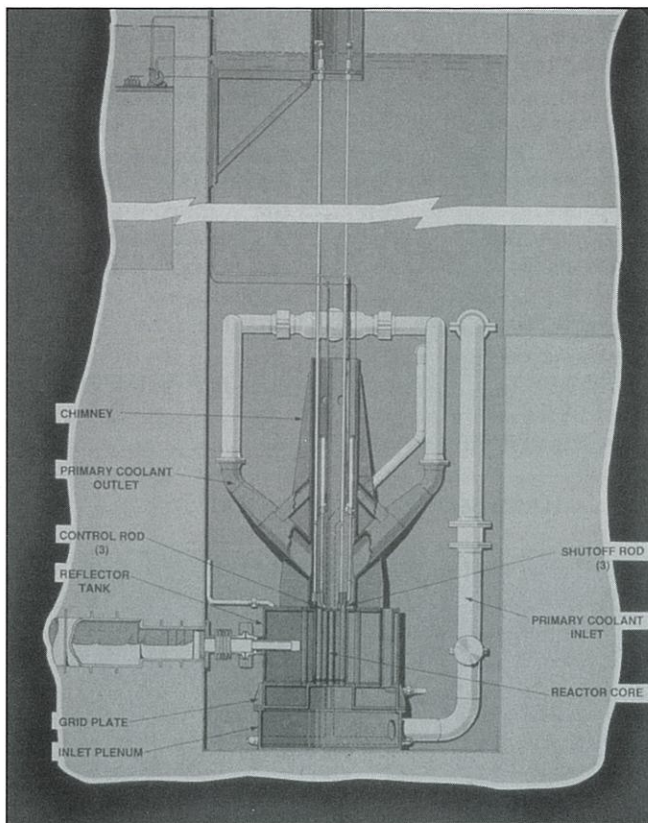 CHIMNEY
PRIMARY COOLANT
OUTLET
CONTROL ROD
(3)
REFLECTOR
TANK
GRID PLATE
INLET PLENUM
SHUTOFF ROD
(3)
PRIMARY COOLANT
INLET
REACTOR CORE